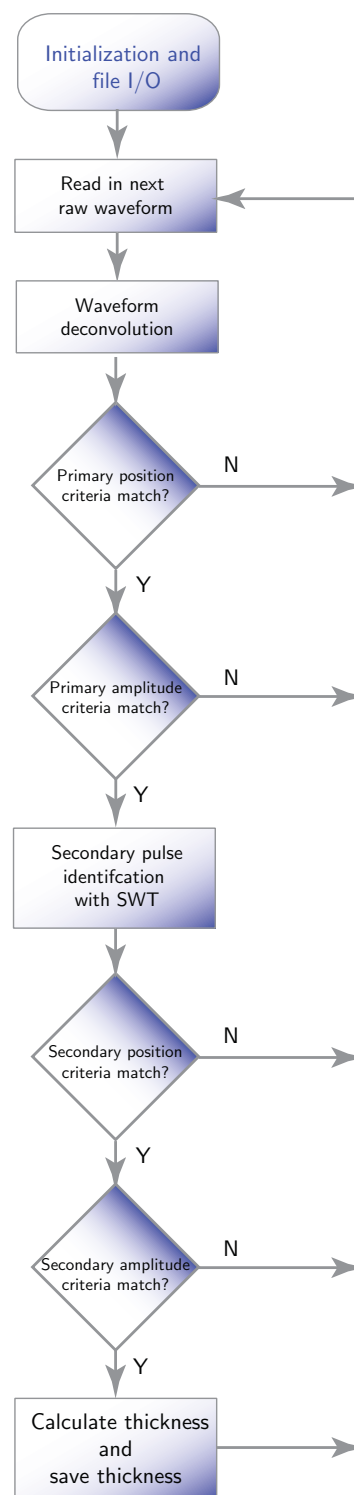 Initialization and
file I/O
Read in next
raw waveform
Waveform
deconvolution
Primary position
criteria match?
N
Y
Primary amplitude
criteria match?
N
Y
Secondary pulse
identifcation
with SWT
Secondary position
criteria match?
N
Y
Secondary amplitude
criteria match?
N
Y
Calculate thickness
and
save thickness